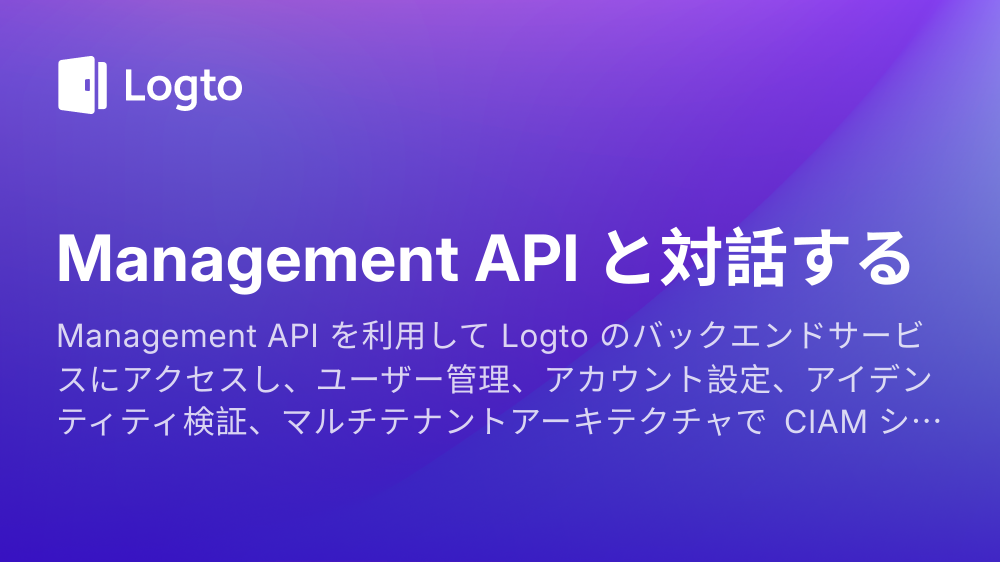 Logto
Management API と対話する
Management API を利用して Logto のバックエンドサービ
スにアクセスし、ユーザー管理、アカウント設定、アイデン
ティティ検証、マルチテナントアーキテクチャで CIAM シ…